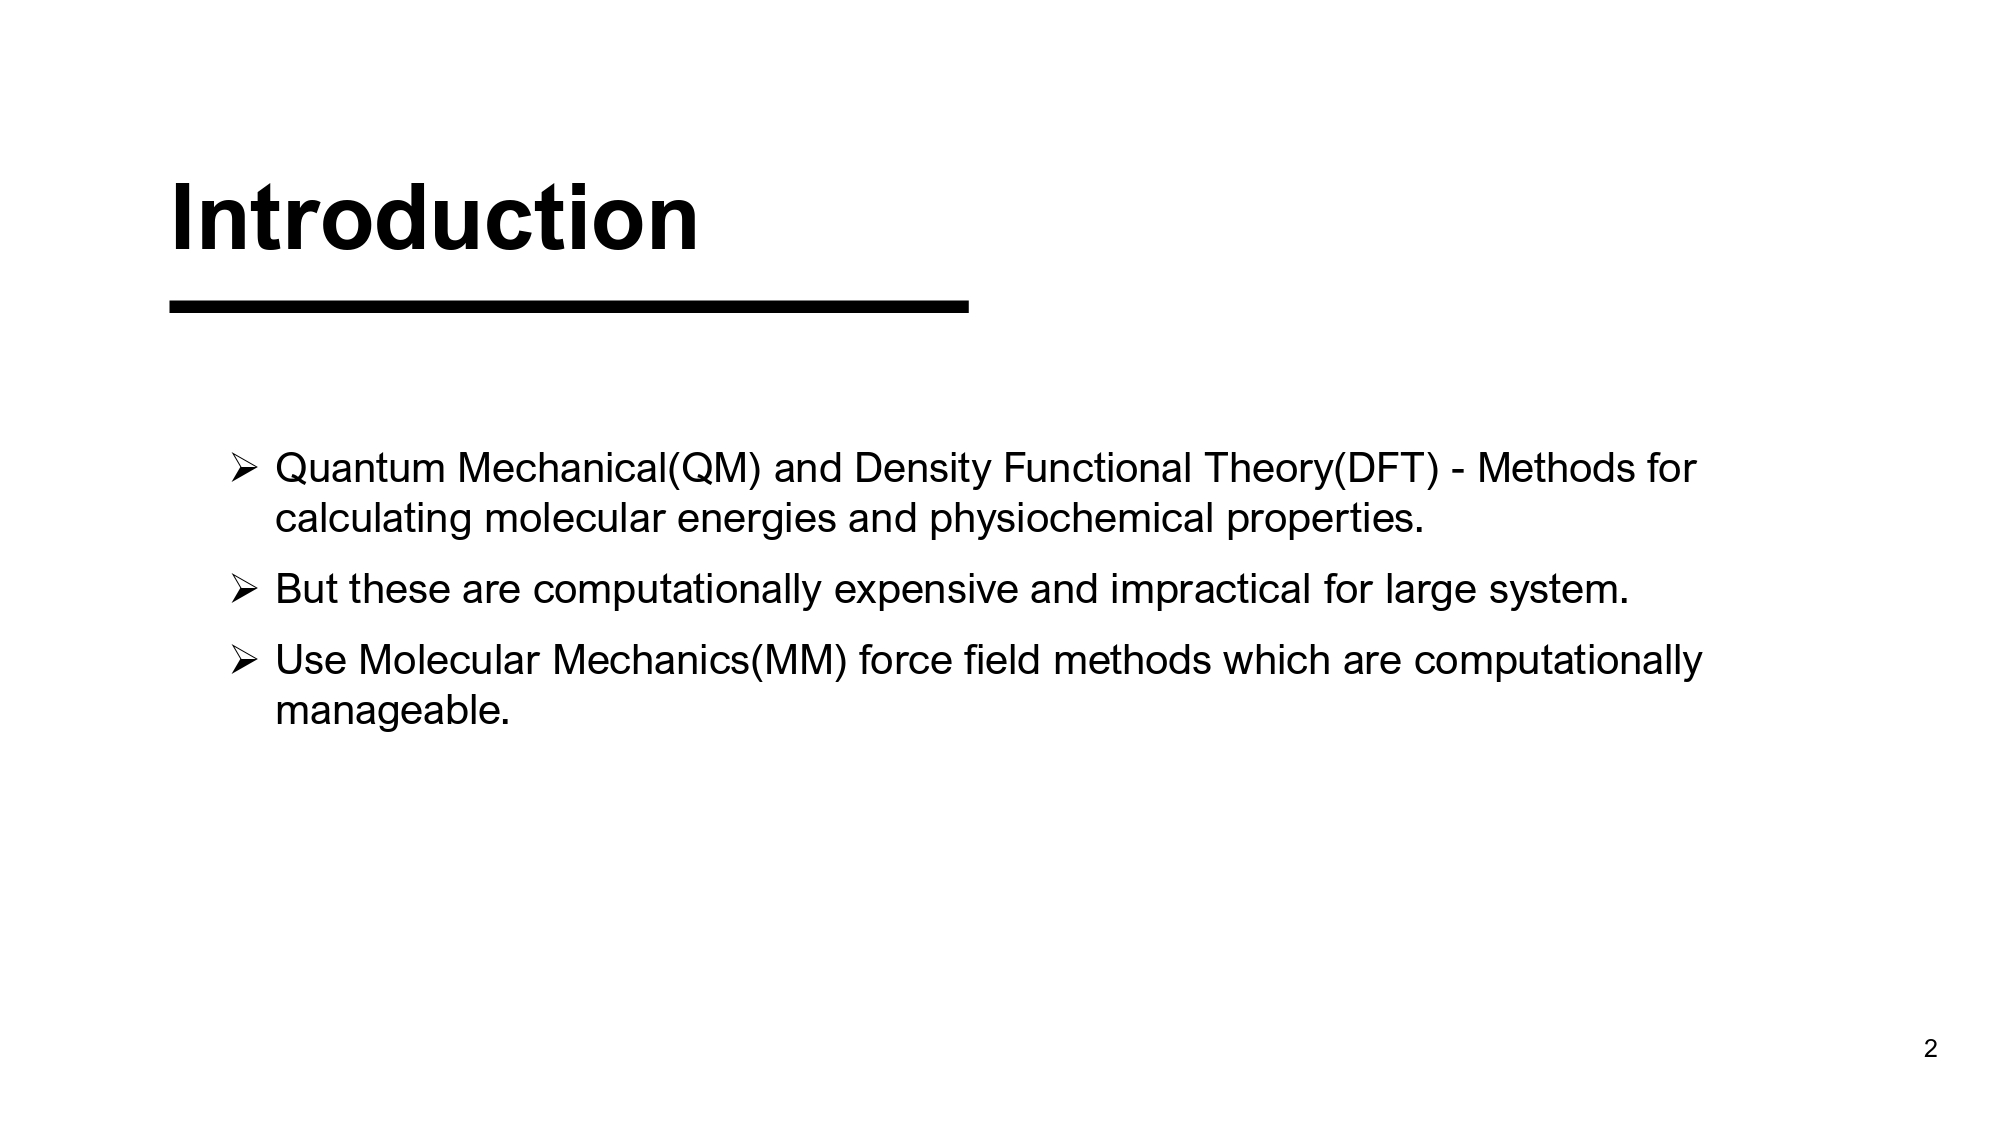 Introduction
➢ Quantum Mechanical(QM) and Density Functional Theory(DFT) - Methods for
calculating molecular energies and physiochemical properties.
➢ But these are computationally expensive and impractical for large system.
➢ Use Molecular Mechanics(MM) force field methods which are computationally
manageable.
2